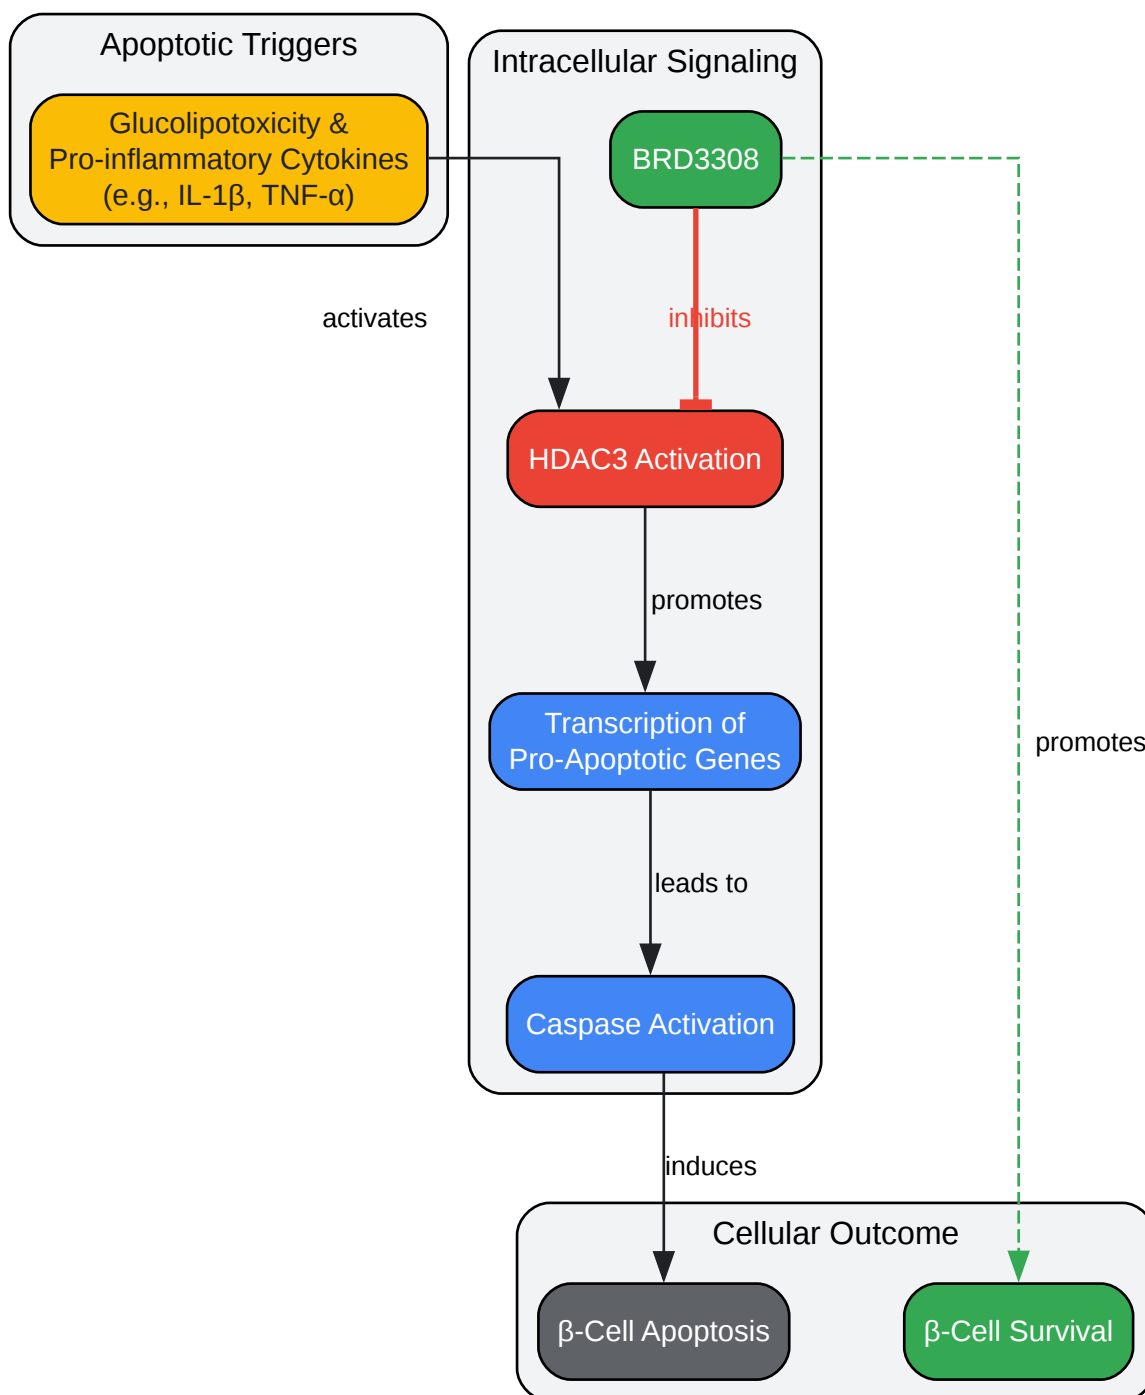 Apoptotic Triggers
Glucolipotoxicity &
Pro-inflammatory Cytokines
(e.g., IL-1β, TNF-α)
Intracellular Signaling
BRD3308
activates
inhibits
HDAC3 Activation
promotes
Transcription of
Pro-Apoptotic Genes
promotes
leads to
Caspase Activation
induces
Cellular Outcome
β-Cell Apoptosis
β-Cell Survival